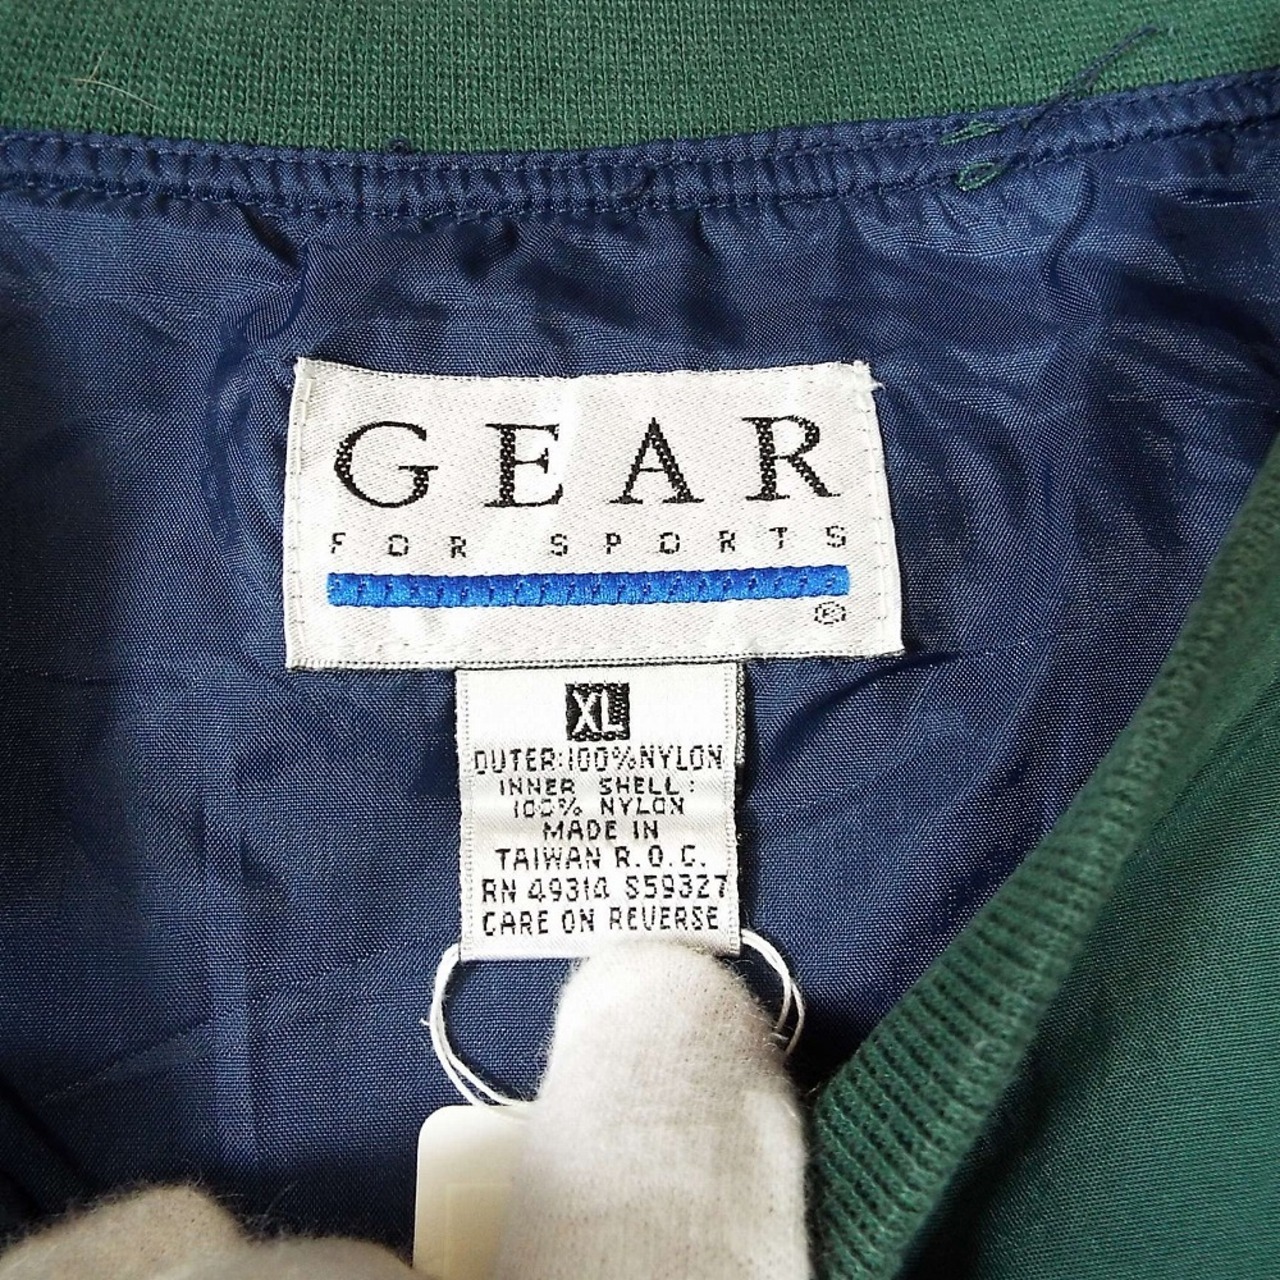 GEAR
FOR SPORTS
®
XL
OUTER:100%NYLON
INNER SHELL:
100% NYLON
MADE IN
TAIWAN R.O.C.
RN 49314 S59327
CARE ON REVERSE